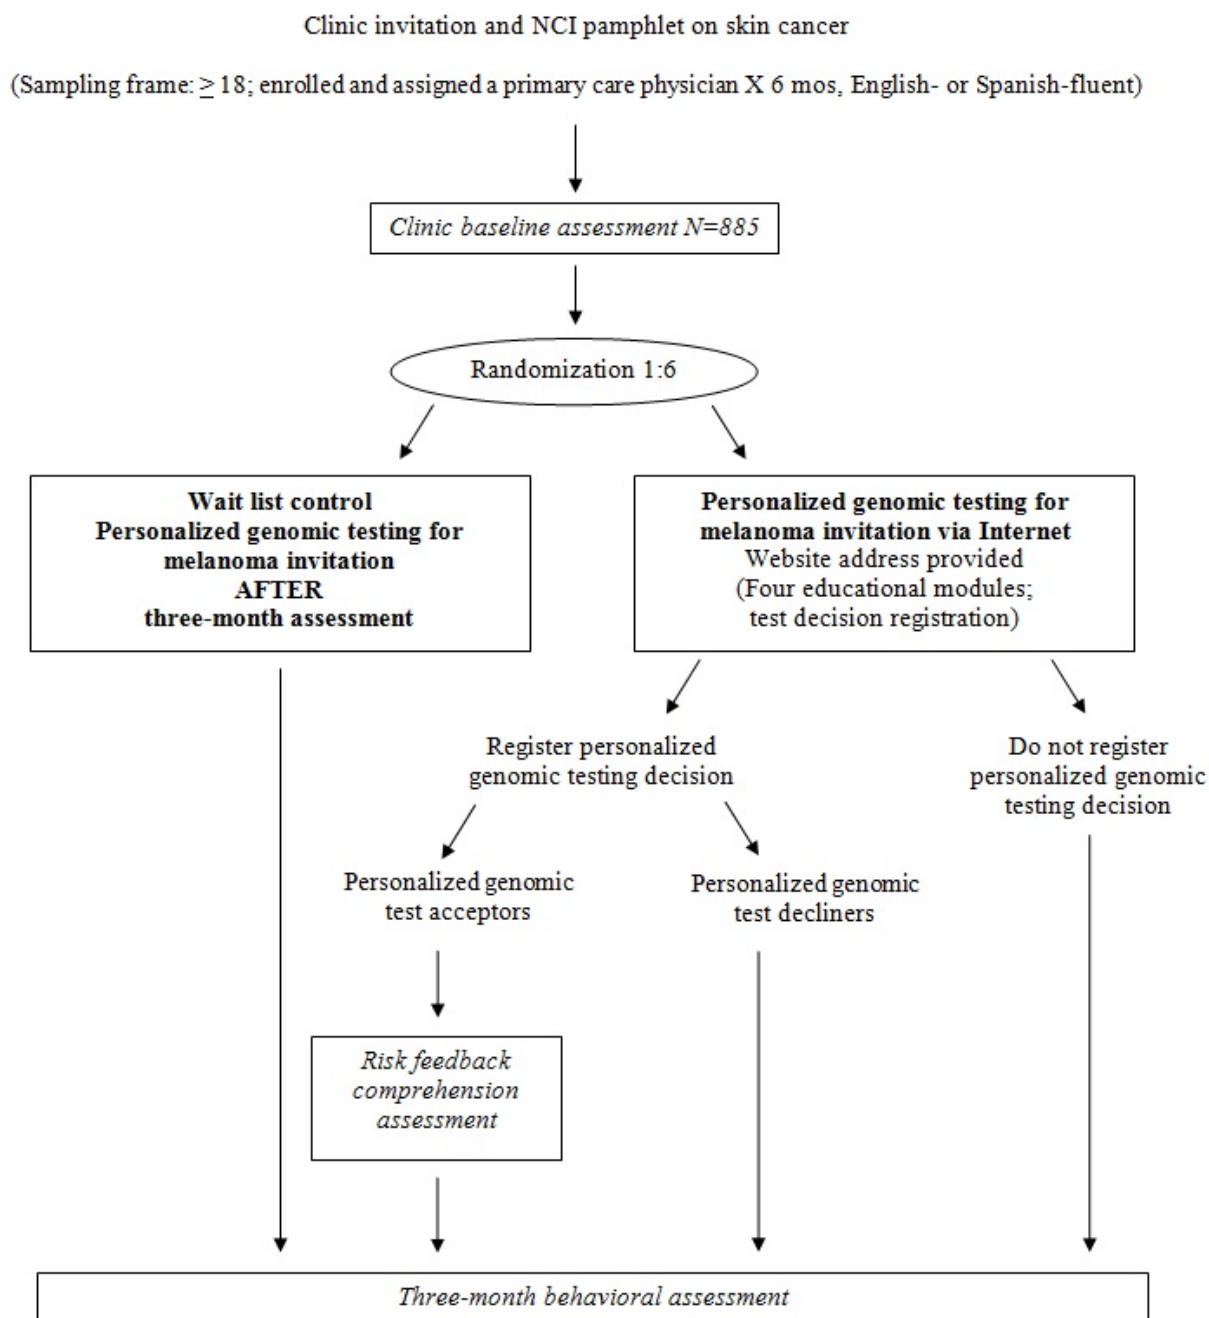 Clinic invitation and NCI pamphlet on skin cancer
(Sampling frame: ≥ 18; enrolled and assigned a primary care physician X 6 mos, English- or Spanish-fluent)
Clinic baseline assessment N=885
Randomization 1:6
Wait list control
Personalized genomic testing for
melanoma invitation
AFTER
three-month assessment
Personalized genomic testing for
melanoma invitation via Internet
Website address provided
(Four educational modules;
test decision registration)
Register personalized
genomic testing decision
Do not register
personalized genomic
testing decision
Personalized genomic
test acceptors
Personalized genomic
test decliners
Risk feedback
comprehension
assessment
Three-month behavioral assessment